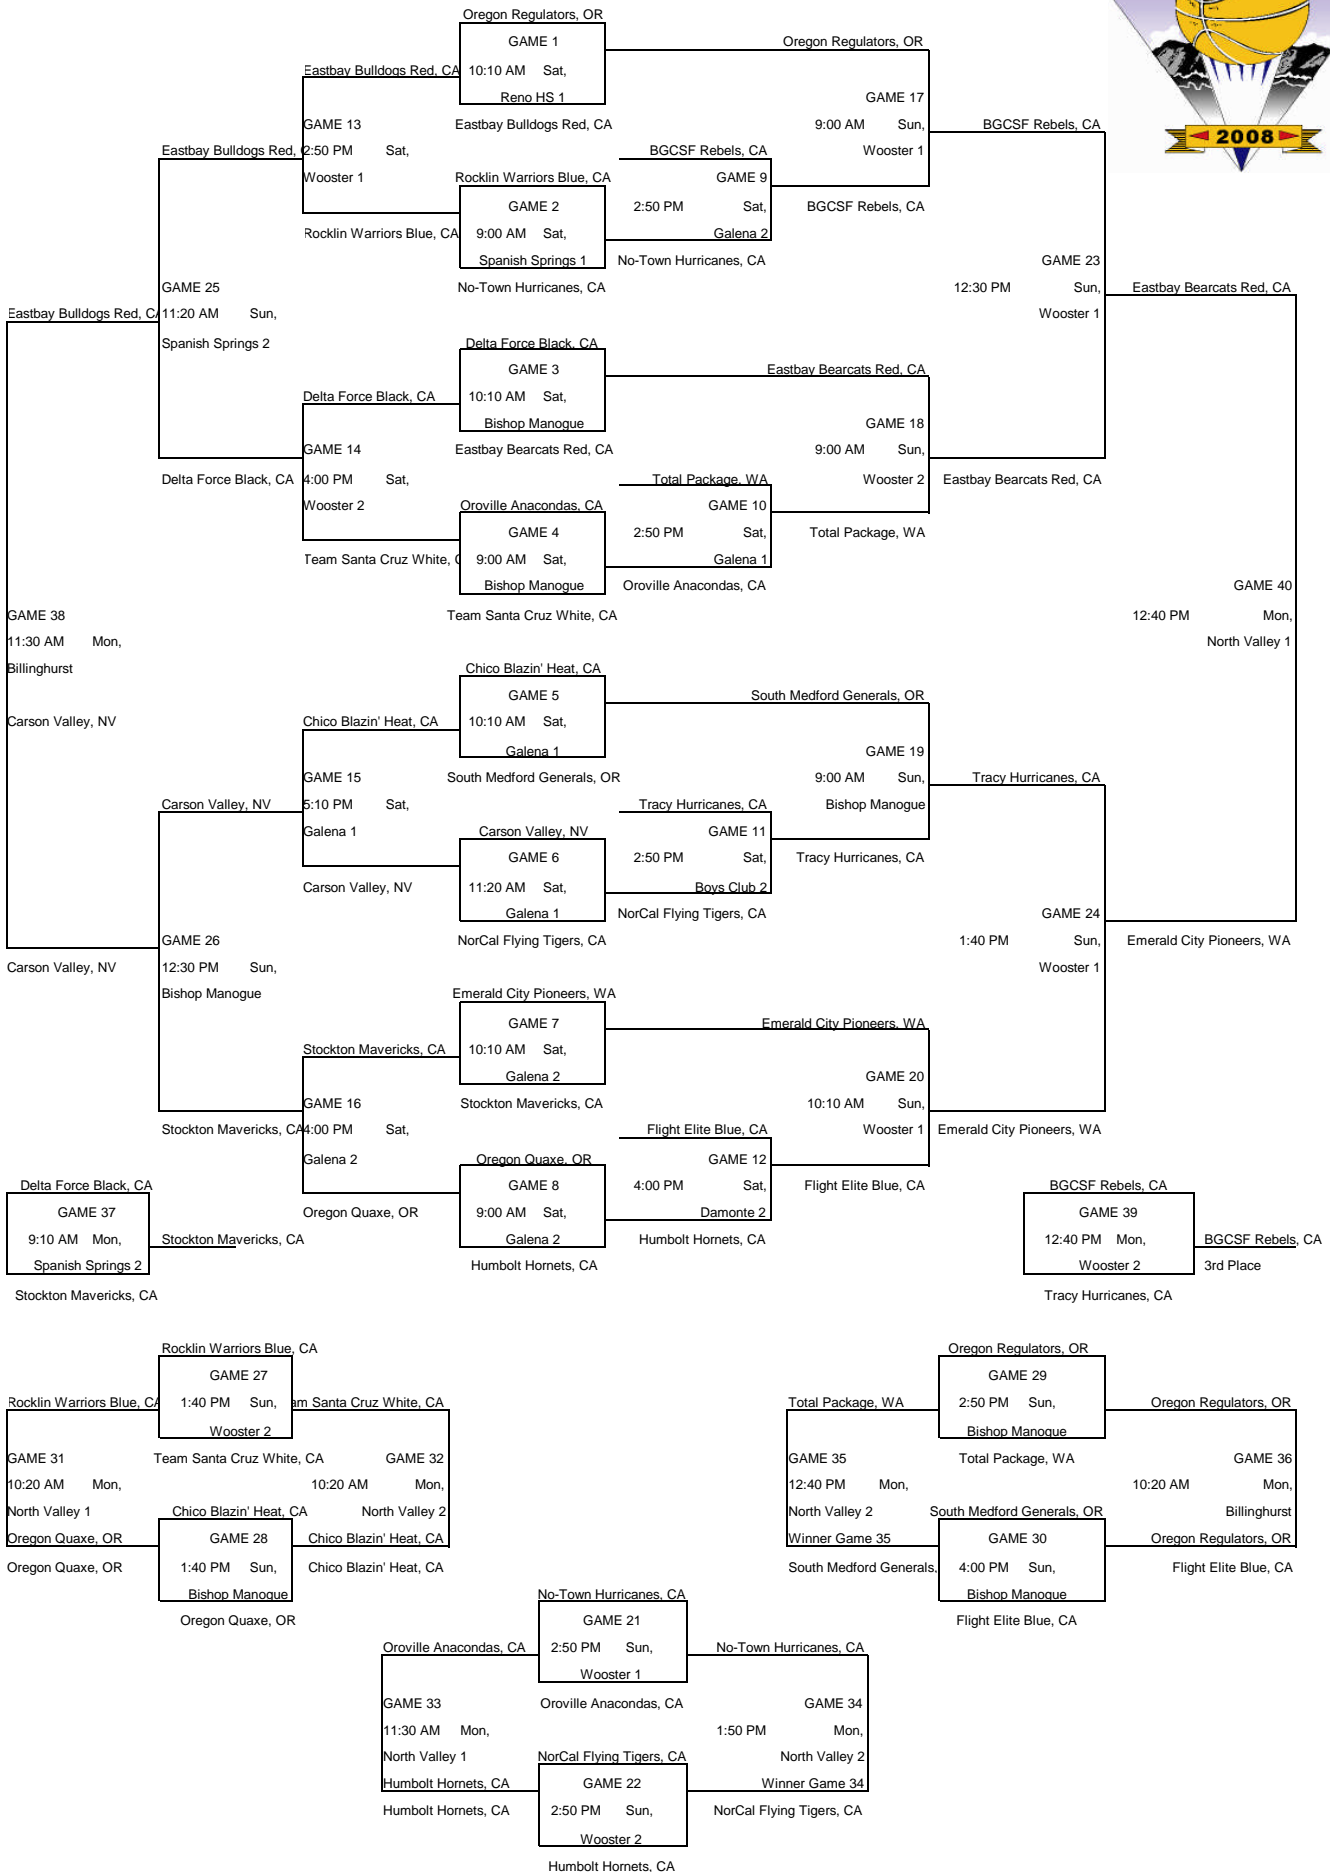 2008
Oregon Regulators, OR
GAME 1
10:10 AM Sat,
Reno HS 1
Eastbay Bulldogs Red, CA
Oregon Regulators, OR
Eastbay Bulldogs Red, CA
GAME 13
2:50 PM Sat,
Wooster 1
Rocklin Warriors Blue, CA
Eastbay Bulldogs Red,
Rocklin Warriors Blue, CA
GAME 2
9:00 AM Sat,
Spanish Springs 1
No-Town Hurricanes, CA
BGCSF Rebels, CA
GAME 9
2:50 PM Sat,
Galena 2
No-Town Hurricanes, CA
GAME 17
9:00 AM Sun,
Wooster 1
BGCSF Rebels, CA
BGCSF Rebels, CA
GAME 25
11:20 AM Sun,
Spanish Springs 2
Eastbay Bulldogs Red, CA
GAME 23
12:30 PM Sun,
Wooster 1
Eastbay Bearcats Red, CA
Delta Force Black, CA
GAME 3
10:10 AM Sat,
Bishop Manogue
Eastbay Bearcats Red, CA
Eastbay Bearcats Red, CA
Delta Force Black, CA
GAME 14
4:00 PM Sat,
Wooster 2
Team Santa Cruz White,
Delta Force Black, CA
Oroville Anacondas, CA
GAME 4
9:00 AM Sat,
Bishop Manogue
Team Santa Cruz White, CA
Total Package, WA
GAME 10
2:50 PM Sat,
Galena 1
Oroville Anacondas, CA
GAME 18
9:00 AM Sun,
Wooster 2
Total Package, WA
Eastbay Bearcats Red, CA
GAME 38
11:30 AM Mon,
Billinghurst
Carson Valley, NV
GAME 40
12:40 PM Mon,
North Valley 1
Chico Blazin' Heat, CA
GAME 5
10:10 AM Sat,
Galena 1
South Medford Generals, OR
South Medford Generals, OR
Chico Blazin' Heat, CA
GAME 15
5:10 PM Sat,
Galena 1
Carson Valley, NV
Carson Valley, NV
Carson Valley, NV
GAME 6
11:20 AM Sat,
Galena 1
NorCal Flying Tigers, CA
Tracy Hurricanes, CA
GAME 11
2:50 PM Sat,
Boys Club 2
NorCal Flying Tigers, CA
GAME 19
9:00 AM Sun,
Bishop Manogue
Tracy Hurricanes, CA
Tracy Hurricanes, CA
GAME 26
12:30 PM Sun,
Bishop Manogue
Carson Valley, NV
GAME 24
1:40 PM Sun,
Wooster 1
Emerald City Pioneers, WA
Emerald City Pioneers, WA
GAME 7
10:10 AM Sat,
Galena 2
Stockton Mavericks, CA
Emerald City Pioneers, WA
Stockton Mavericks, CA
GAME 16
4:00 PM Sat,
Galena 2
Oregon Quaxe, OR
Stockton Mavericks, CA
Oregon Quaxe, OR
GAME 8
9:00 AM Sat,
Galena 2
Humbolt Hornets, CA
Flight Elite Blue, CA
GAME 12
4:00 PM Sat,
Damonte 2
Humbolt Hornets, CA
GAME 20
10:10 AM Sun,
Wooster 1
Flight Elite Blue, CA
Emerald City Pioneers, WA
Delta Force Black, CA
GAME 37
9:10 AM Mon,
Spanish Springs 2
Stockton Mavericks, CA
Stockton Mavericks, CA
BGCSF Rebels, CA
GAME 39
12:40 PM Mon,
Wooster 2
Tracy Hurricanes, CA
BGCSF Rebels, CA
3rd Place
Rocklin Warriors Blue, CA
GAME 27
1:40 PM Sun,
Wooster 2
Team Santa Cruz White, CA
Rocklin Warriors Blue, CA
GAME 31
10:20 AM Mon,
North Valley 1
Oregon Quaxe, OR
Oregon Quaxe, OR
am Santa Cruz White, CA
GAME 32
10:20 AM Mon,
North Valley 2
Chico Blazin' Heat, CA
Chico Blazin' Heat, CA
Chico Blazin' Heat, CA
GAME 28
1:40 PM Sun,
Bishop Manogue
Oregon Quaxe, OR
Oregon Regulators, OR
GAME 29
2:50 PM Sun,
Bishop Manogue
Total Package, WA
Total Package, WA
GAME 35
12:40 PM Mon,
North Valley 2
Winner Game 35
South Medford Generals,
Oregon Regulators, OR
GAME 36
10:20 AM Mon,
Billinghurst
Oregon Regulators, OR
Flight Elite Blue, CA
South Medford Generals, OR
GAME 30
4:00 PM Sun,
Bishop Manogue
Flight Elite Blue, CA
No-Town Hurricanes, CA
GAME 21
2:50 PM Sun,
Wooster 1
Oroville Anacondas, CA
Oroville Anacondas, CA
GAME 33
11:30 AM Mon,
North Valley 1
Humbolt Hornets, CA
Humbolt Hornets, CA
No-Town Hurricanes, CA
GAME 34
1:50 PM Mon,
North Valley 2
Winner Game 34
NorCal Flying Tigers, CA
NorCal Flying Tigers, CA
GAME 22
2:50 PM Sun,
Wooster 2
Humbolt Hornets, CA